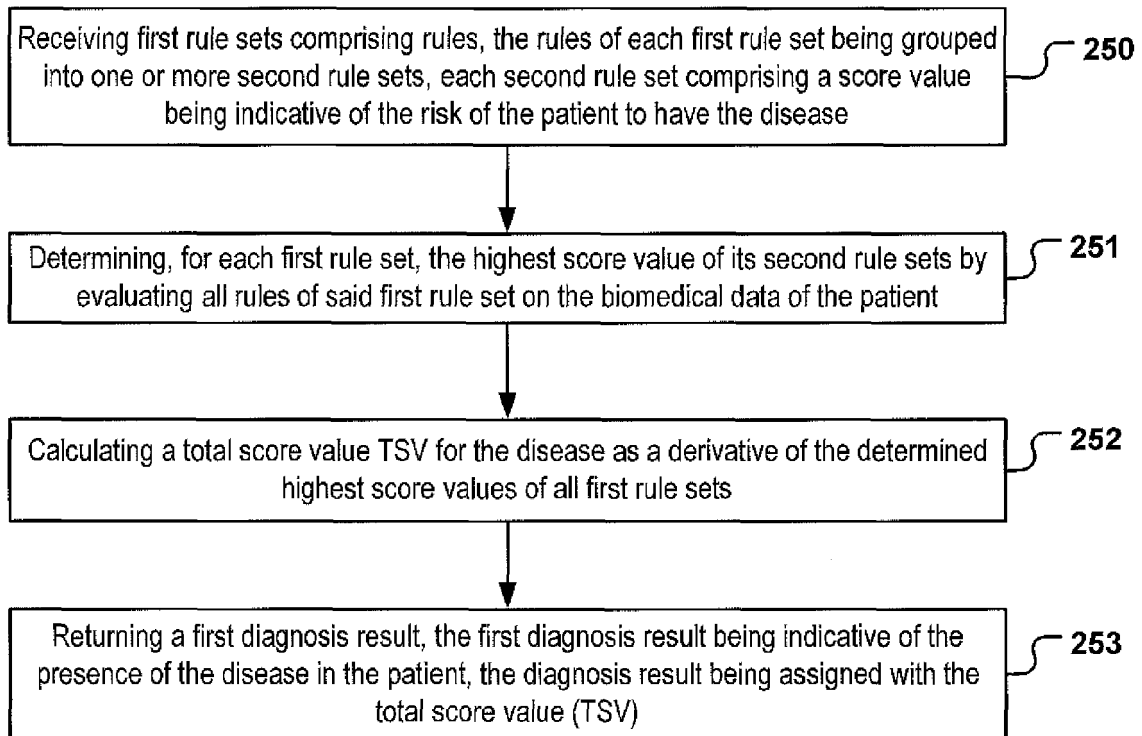 Receiving first rule sets comprising rules, the rules of each first rule set being grouped
into one or more second rule sets, each second rule set comprising a score value
being indicative of the risk of the patient to have the disease
250
Determining, for each first rule set, the highest score value of its second rule sets by
evaluating all rules of said first rule set on the biomedical data of the patient
251
Calculating a total score value TSV for the disease as a derivative of the determined
highest score values of all first rule sets
252
Returning a first diagnosis result, the first diagnosis result being indicative of the
presence of the disease in the patient, the diagnosis result being assigned with the
total score value (TSV)
253